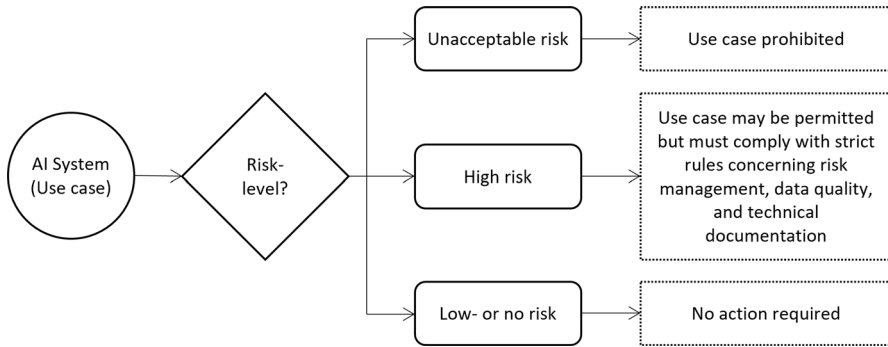 AI System
(Use case)
Risk-
level?
Unacceptable risk
Use case prohibited
High risk
Use case may be permitted
but must comply with strict
rules concerning risk
management, data quality,
and technical
documentation
Low- or no risk
No action required